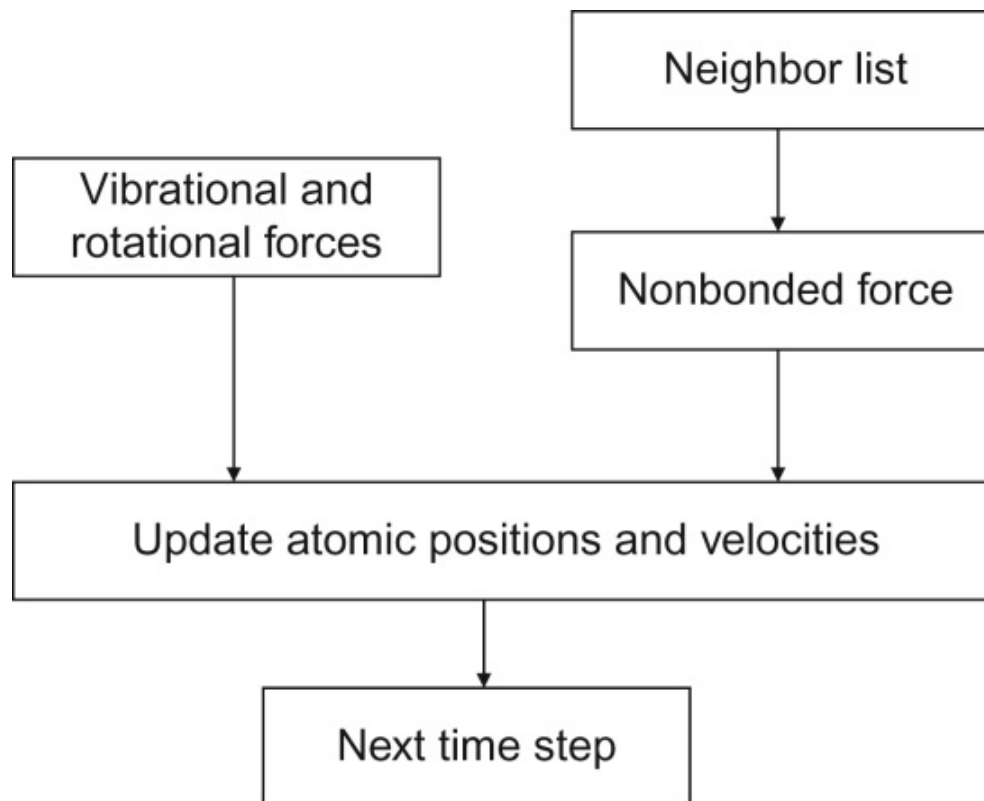 Neighbor list
Vibrational and
rotational forces
Nonbonded force
Update atomic positions and velocities
Next time step